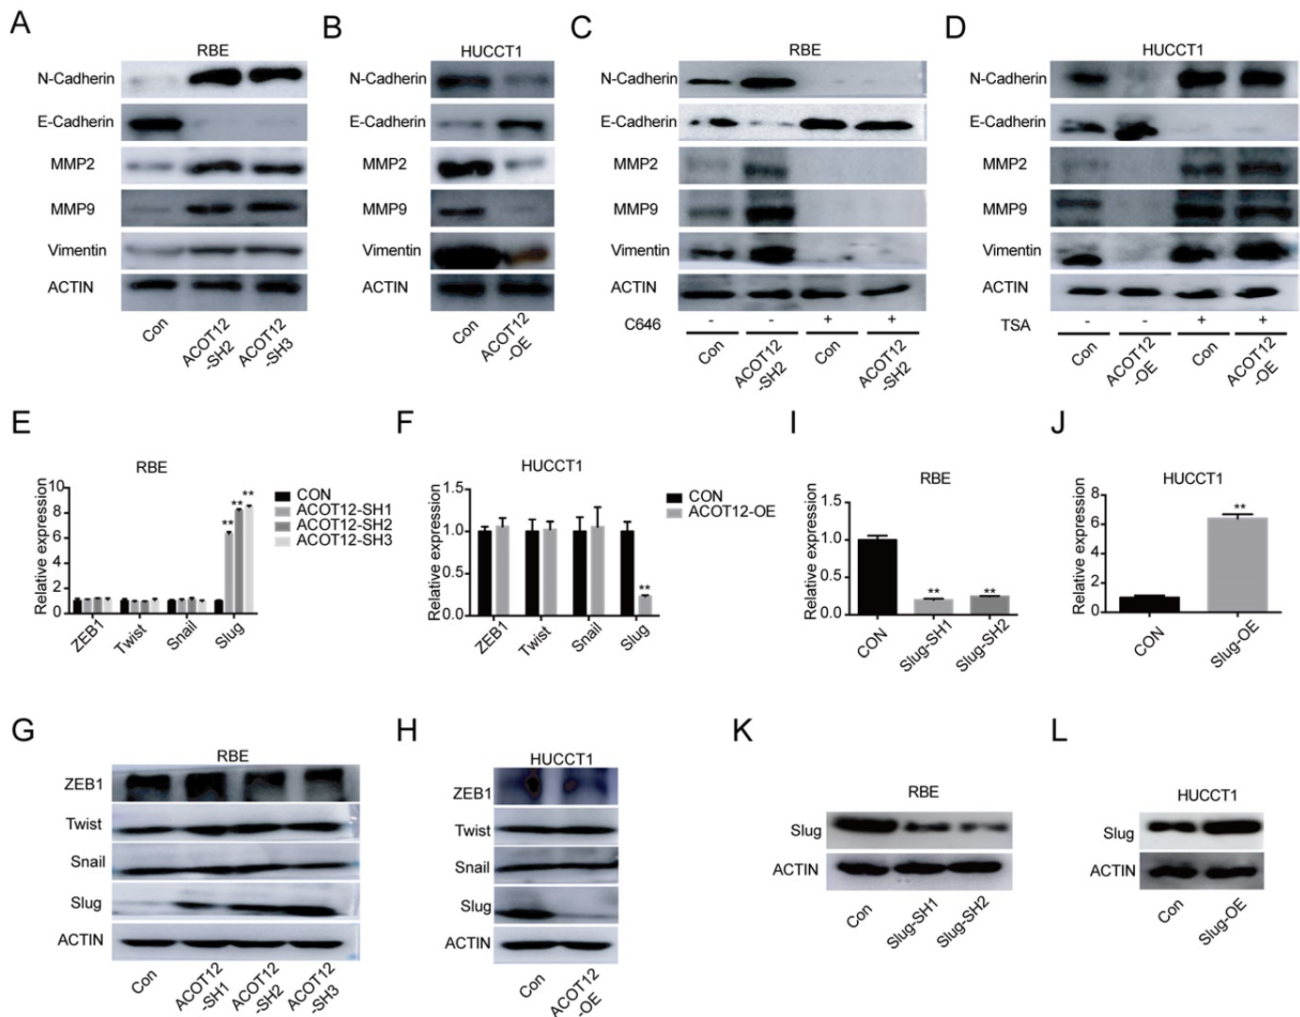 A
RBE
N-Cadherin
E-Cadherin
MMP2
MMP9
Vimentin
ACTIN
Con
ACOT12
-SH2
ACOT12
-SH3
B
HUCCT1
N-Cadherin
E-Cadherin
MMP2
MMP9
Vimentin
ACTIN
Con
ACOT12
-OE
C
RBE
N-Cadherin
E-Cadherin
MMP2
MMP9
Vimentin
ACTIN
C646 - - + +
Con
ACOT12
-SH2
Con
ACOT12
-SH2
D
HUCCT1
N-Cadherin
E-Cadherin
MMP2
MMP9
Vimentin
ACTIN
TSA - - + +
Con
ACOT12
-OE
Con
ACOT12
-OE
E
RBE
Relative expression
10
8
6
4
2
0
** ** **
ZEB1
Twist
Snail
Slug
CON
ACOT12-SH1
ACOT12-SH2
ACOT12-SH3
F
HUCCT1
Relative expression
1.5
1.0
0.5
0.0
**
ZEB1
Twist
Snail
Slug
CON
ACOT12-OE
I
RBE
Relative expression
1.5
1.0
0.5
0.0
** **
CON
Slug-SH1
Slug-SH2
J
HUCCT1
Relative expression
8
6
4
2
0
**
CON
Slug-OE
G
RBE
ZEB1
Twist
Snail
Slug
ACTIN
Con
ACOT12
-SH1
ACOT12
-SH2
ACOT12
-SH3
H
HUCCT1
ZEB1
Twist
Snail
Slug
ACTIN
Con
ACOT12
-OE
K
RBE
Slug
ACTIN
Con
Slug-SH1
Slug-SH2
L
HUCCT1
Slug
ACTIN
Con
Slug-OE